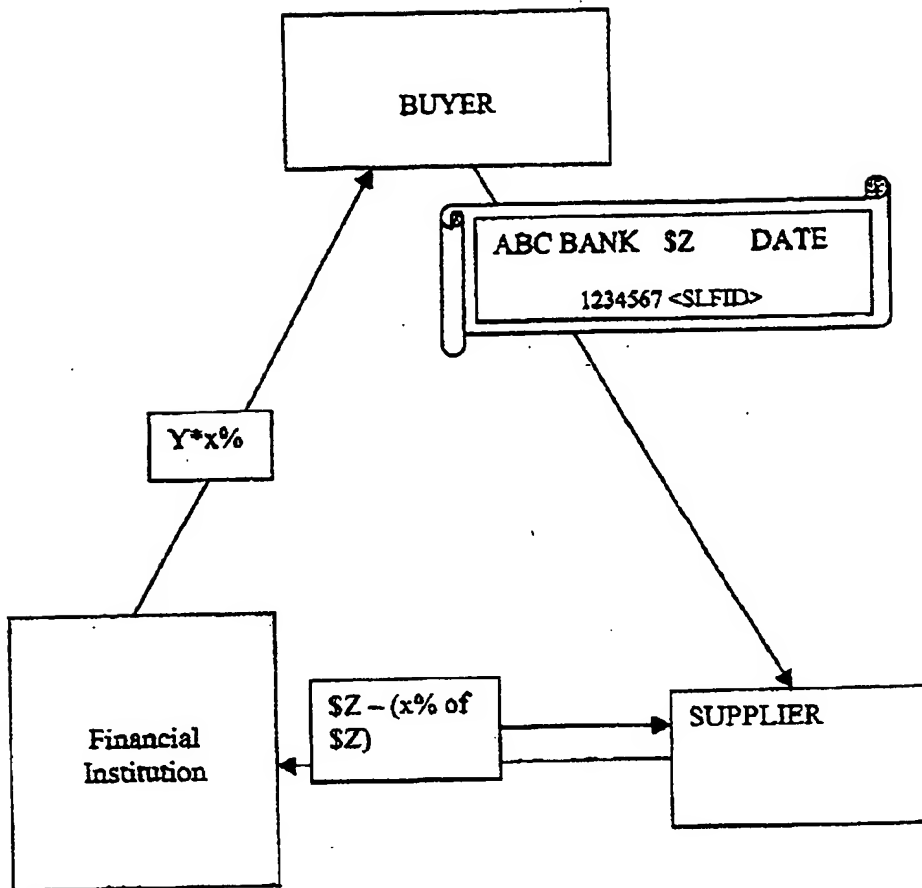 BUYER
ABC BANK $Z DATE
1234567 <SLFID>
Y*x%
$Z – (x% of
$Z)
SUPPLIER
Financial
Institution